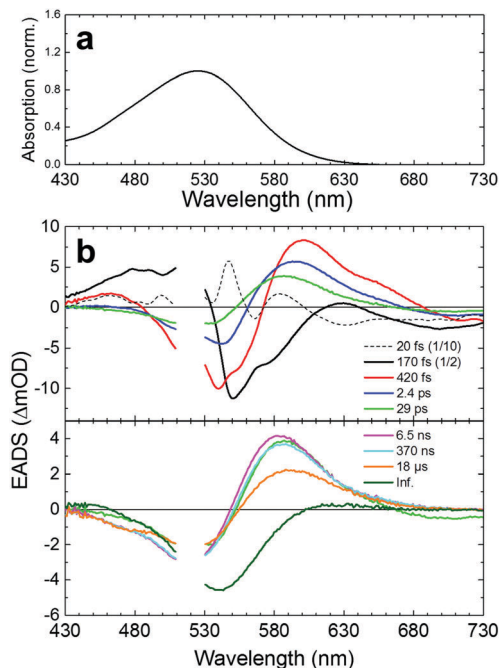 a
Absorption (norm.)
1.6
1.2
0.8
0.4
0.0
430 480 530 580 630 680 730
Wavelength (nm)
b
EADS (ΔmOD)
10
5
0
-5
-10
20 fs (1/10)
170 fs (1/2)
420 fs
2.4 ps
29 ps
4
2
0
-2
-4
-6
6.5 ns
370 ns
18 µs
Inf.
430 480 530 580 630 680 730
Wavelength (nm)